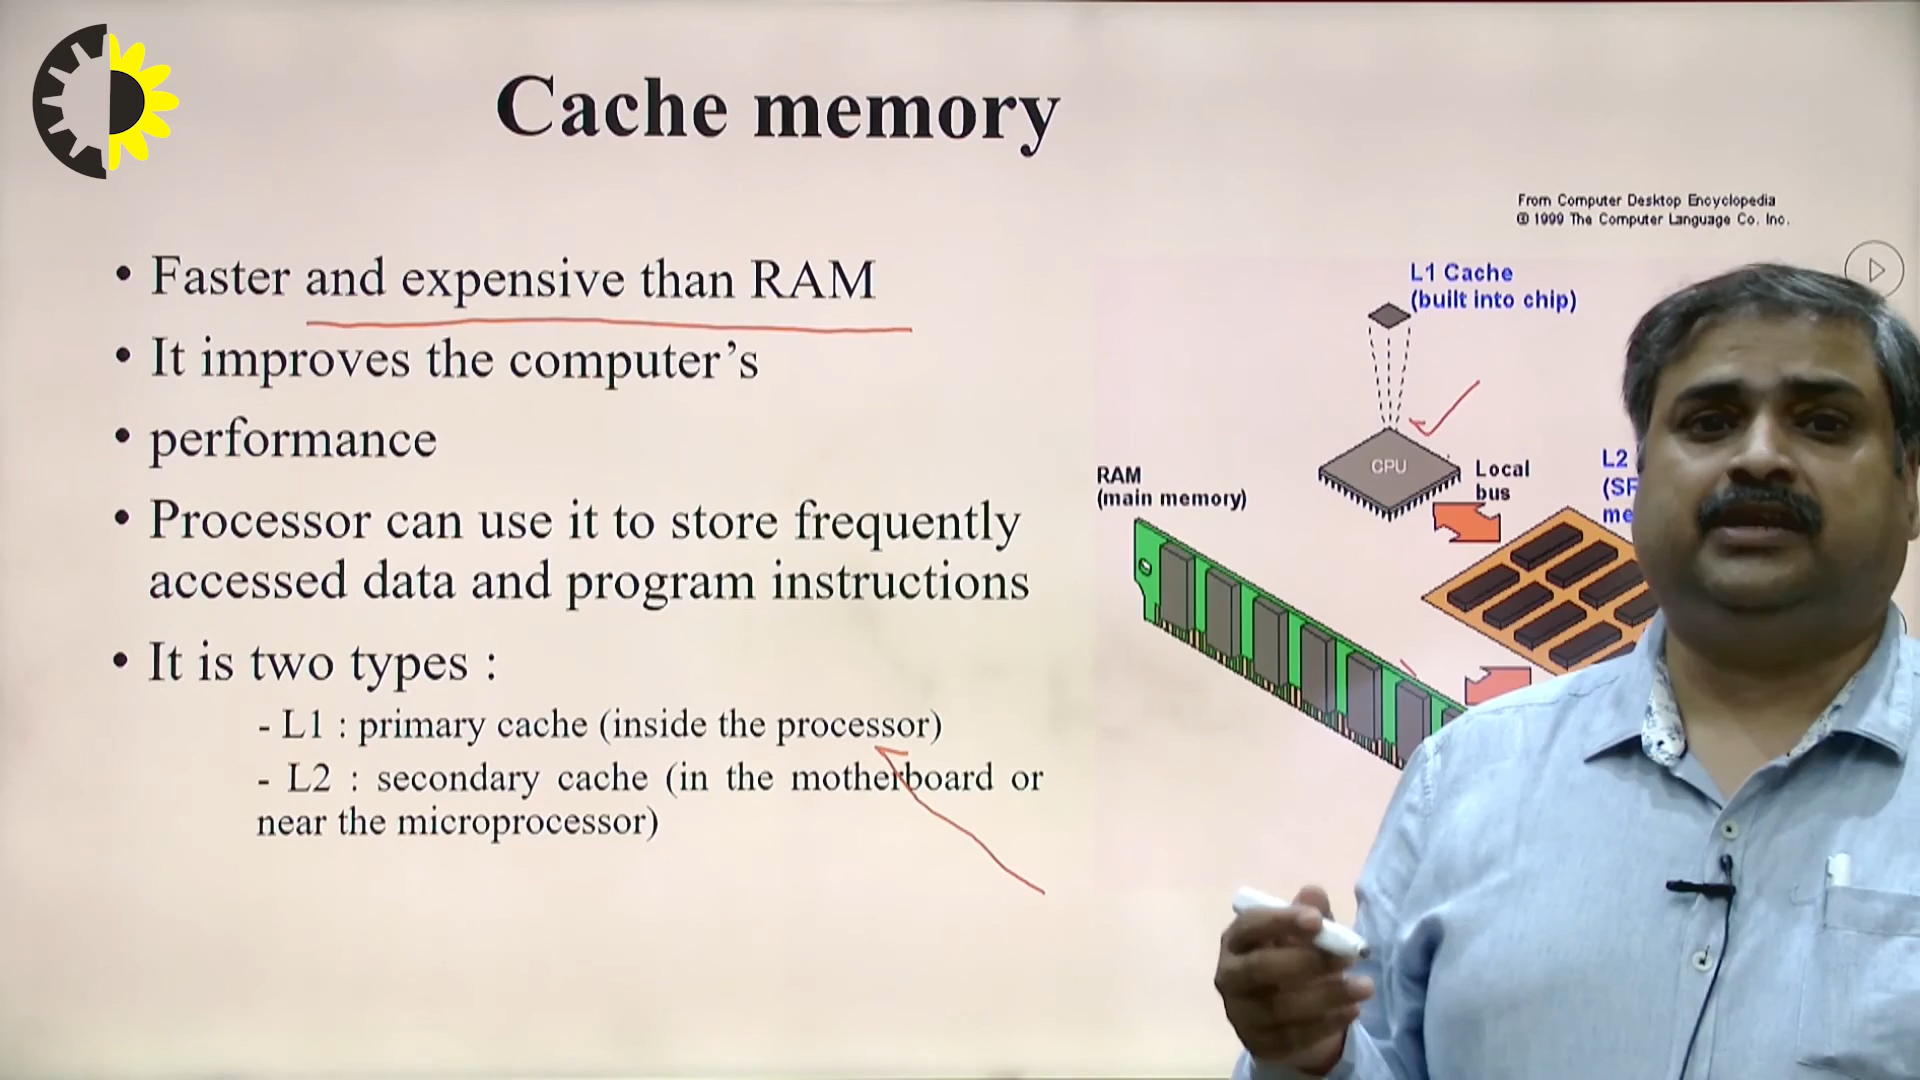 Cache memory
From Computer Desktop Encyclopedia
© 1999 The Computer Language Co. Inc.
• Faster and expensive than RAM
• It improves the computer’s
• performance
• Processor can use it to store frequently
accessed data and program instructions
• It is two types :
- L1 : primary cache (inside the processor)
- L2 : secondary cache (in the motherboard or
near the microprocessor)
L1 Cache
(built into chip)
CPU
Local
bus
RAM
(main memory)
L2